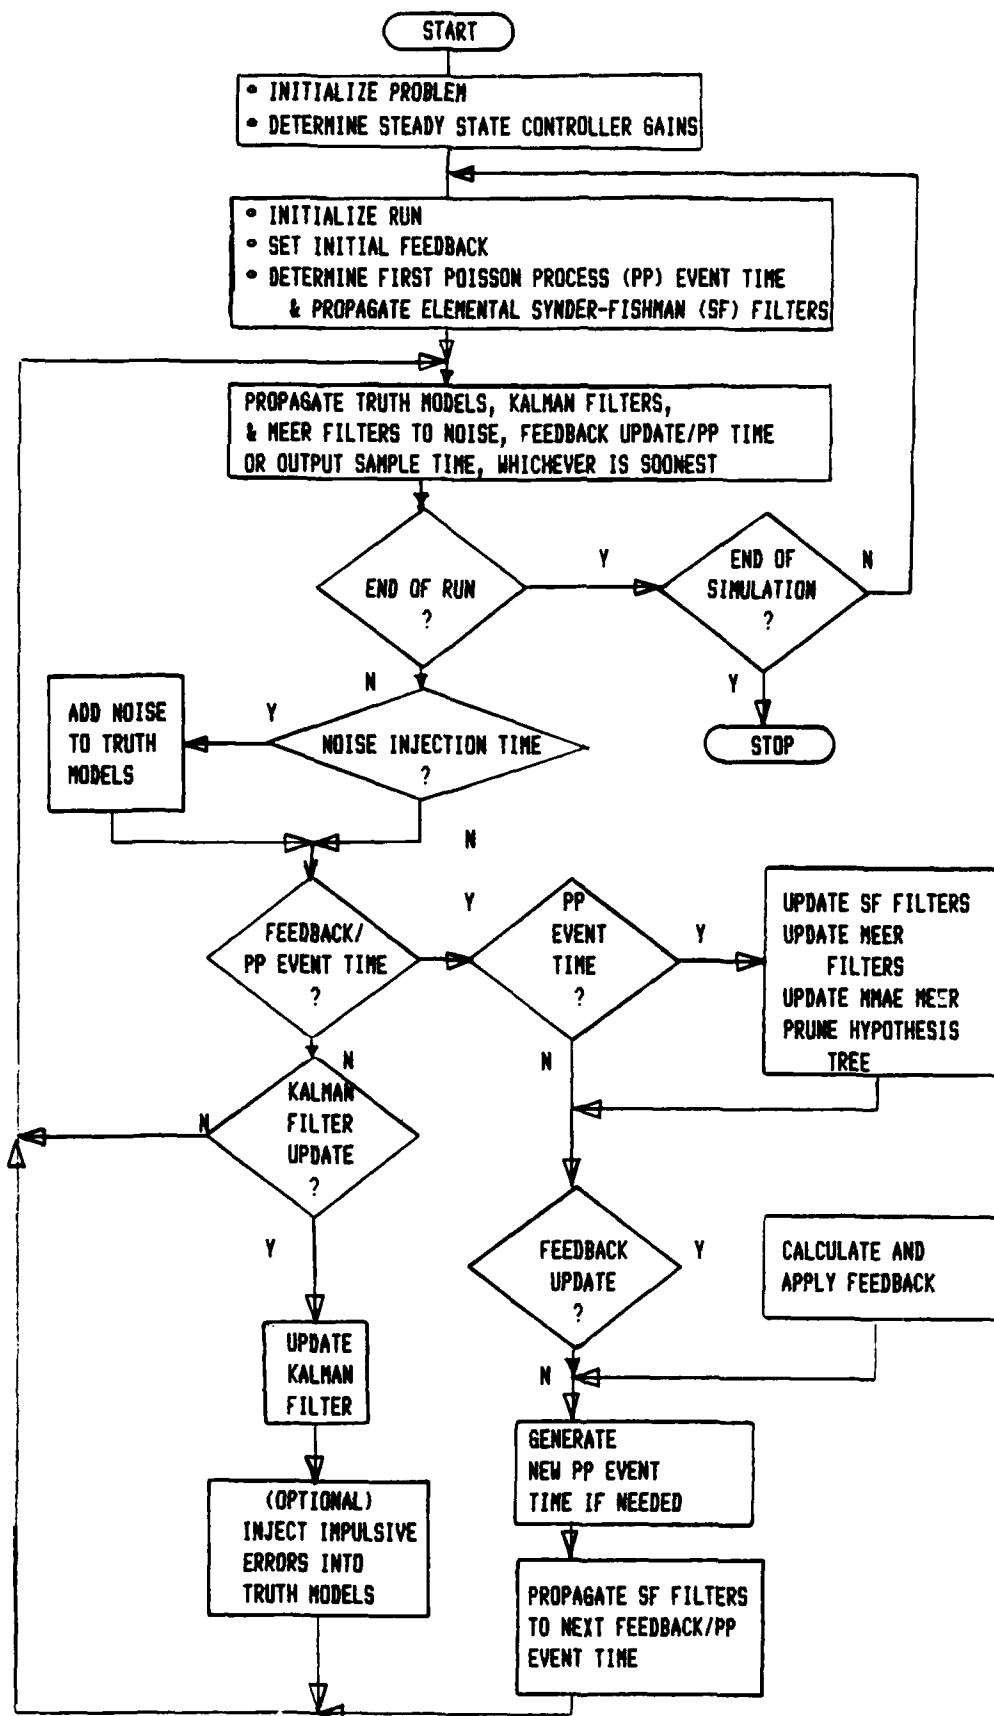 START
• INITIALIZE PROBLEM
• DETERMINE STEADY STATE CONTROLLER GAINS
• INITIALIZE RUN
• SET INITIAL FEEDBACK
• DETERMINE FIRST POISSON PROCESS (PP) EVENT TIME
& PROPAGATE ELEMENTAL SYNDER-FISHMAN (SF) FILTERS
PROPAGATE TRUTH MODELS, KALMAN FILTERS,
& MEER FILTERS TO NOISE, FEEDBACK UPDATE/PP TIME
OR OUTPUT SAMPLE TIME, WHICHEVER IS SOONEST
END OF RUN
?
Y
END OF
SIMULATION
?
N
Y
STOP
N
NOISE INJECTION TIME
?
Y
ADD NOISE
TO TRUTH
MODELS
N
FEEDBACK/
PP EVENT TIME
?
Y
PP
EVENT
TIME
?
Y
UPDATE SF FILTERS
UPDATE MEER
FILTERS
UPDATE MMAE MEER
PRUNE HYPOTHESIS
TREE
N
N
KALMAN
FILTER
UPDATE
?
N
Y
FEEDBACK
UPDATE
?
Y
CALCULATE AND
APPLY FEEDBACK
N
UPDATE
KALMAN
FILTER
GENERATE
NEW PP EVENT
TIME IF NEEDED
(OPTIONAL)
INJECT IMPULSIVE
ERRORS INTO
TRUTH MODELS
PROPAGATE SF FILTERS
TO NEXT FEEDBACK/PP
EVENT TIME